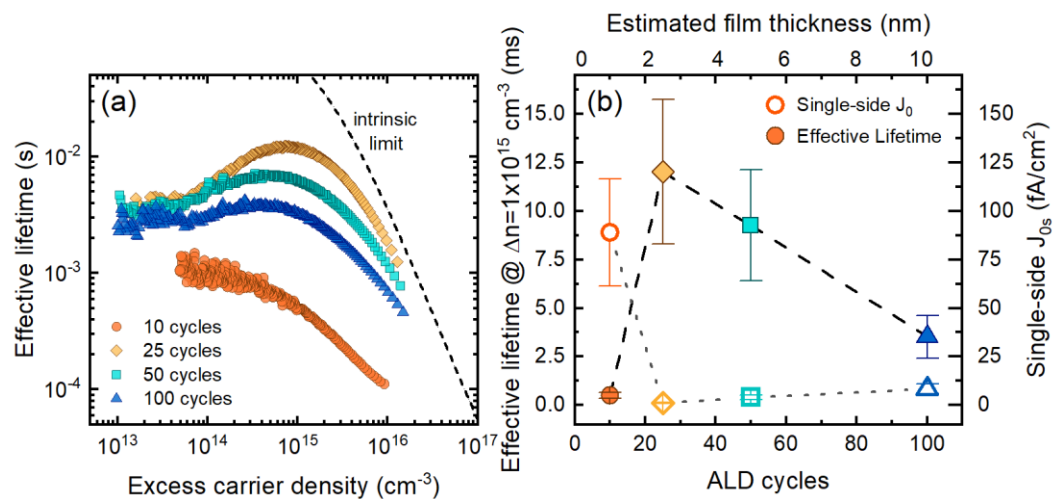 (a)
intrinsic
limit
10⁻²
10⁻³
10⁻⁴
Effective lifetime (s)
10 cycles
25 cycles
50 cycles
100 cycles
10¹³ 10¹⁴ 10¹⁵ 10¹⁶ 10¹⁷
Excess carrier density (cm⁻³)
Estimated film thickness (nm)
0 2 4 6 8 10
(b)
Single-side J₀
Effective Lifetime
Effective lifetime @ Δn=1x10¹⁵ cm⁻³ (ms)
15.0
12.5
10.0
7.5
5.0
2.5
0.0
150
125
100
75
50
25
0
Single-side J₀ₛ (fA/cm²)
0 20 40 60 80 100
ALD cycles